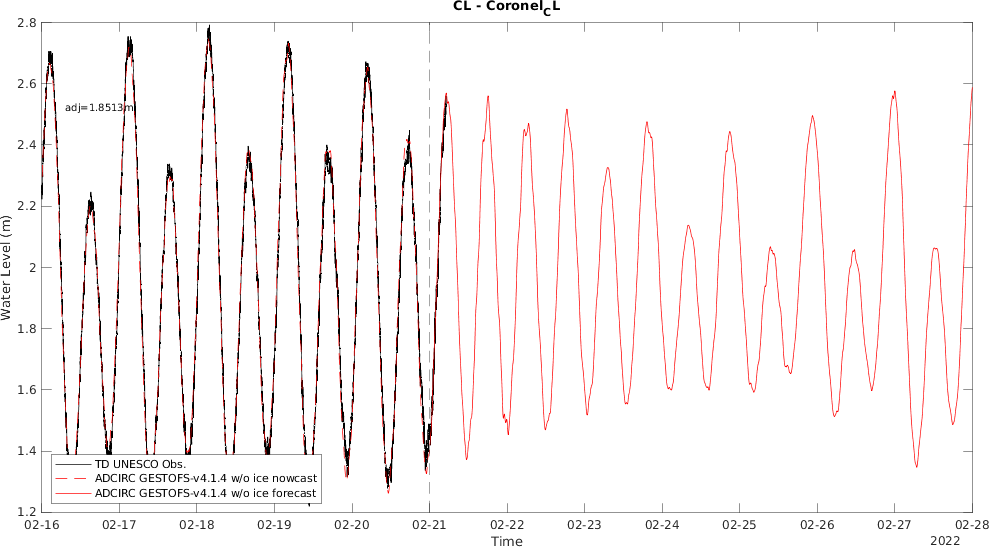 CL - Coronel_CL
2.8
2.6
2.4
2.2
2
1.8
1.6
1.4
1.2
Water Level (m)
adj=1.8513m
TD UNESCO Obs.
ADCIRC GESTOFS-v4.1.4 w/o ice nowcast
ADCIRC GESTOFS-v4.1.4 w/o ice forecast
02-16 02-17 02-18 02-19 02-20 02-21 02-22 02-23 02-24 02-25 02-26 02-27 02-28
Time
2022